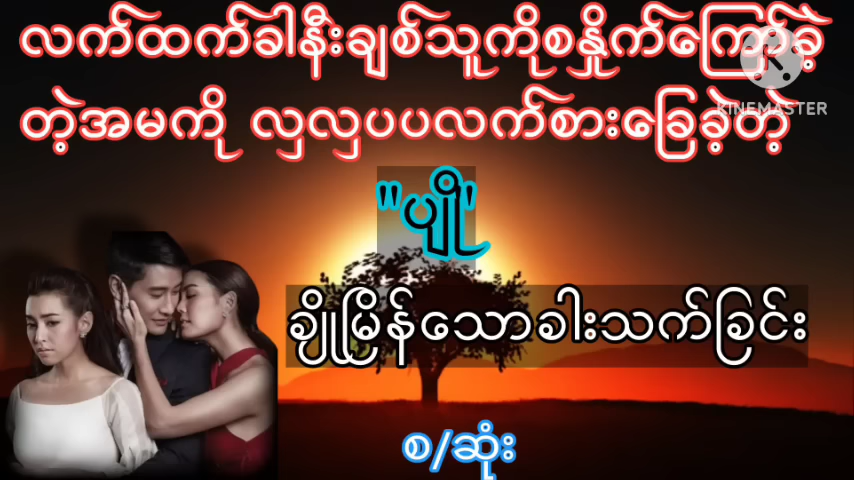 လက်ထက်ခါနီးချစ်သူကိုစနှိုက်ကြော်ခဲ့
တဲ့အမကို လှလှပပလက်စားခြေခဲ့တဲ့
KINEMASTER
"ပျို"
ချိုမြိန်သောခါးသက်ခြင်း
စ/ဆုံး